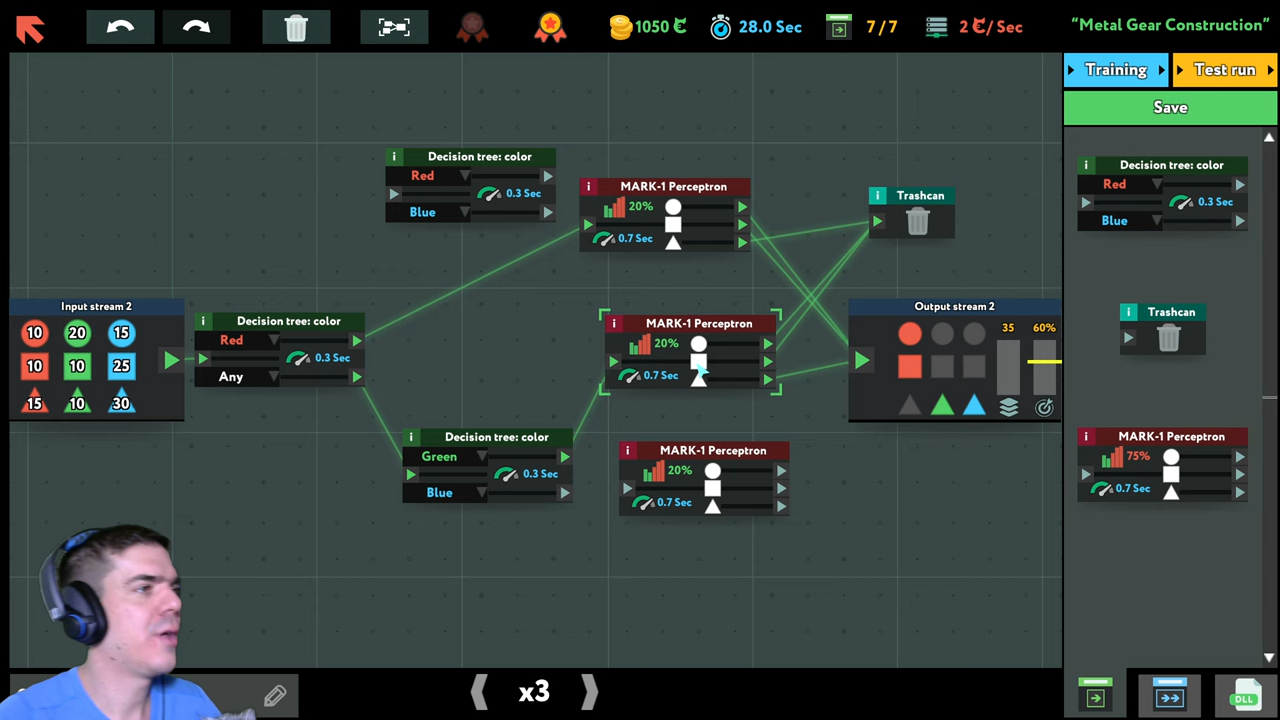 1050 € 28.0 Sec 7/7 2 €/Sec "Metal Gear Construction"
Training Test run
Save
Decision tree: color
Red
0.3 Sec
Blue
MARK-1 Perceptron
20%
0.7 Sec
Trashcan
Decision tree: color
Red
0.3 Sec
Blue
Input stream 2
10 20 15
10 10 25
15 10 30
Decision tree: color
Red
0.3 Sec
Any
MARK-1 Perceptron
20%
0.7 Sec
Output stream 2
35 60%
Trashcan
Decision tree: color
Green
0.3 Sec
Blue
MARK-1 Perceptron
20%
0.7 Sec
MARK-1 Perceptron
75%
0.7 Sec
x3
DLL